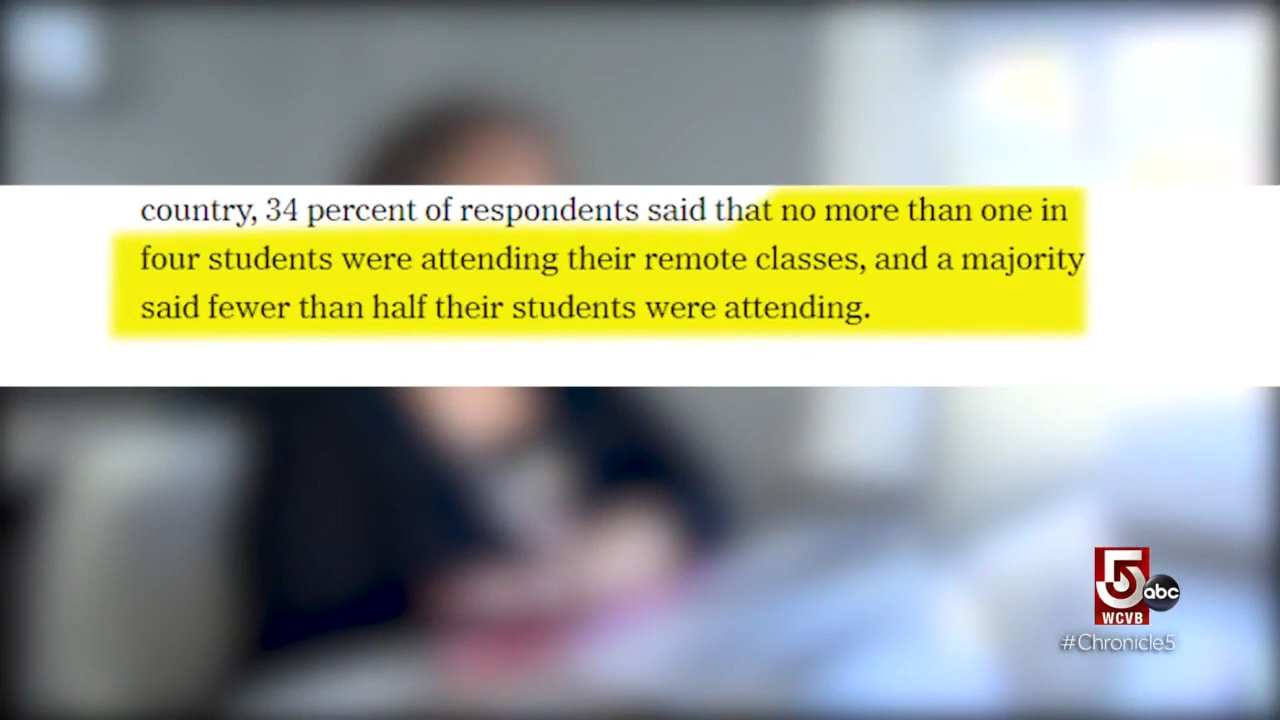 country, 34 percent of respondents said that no more than one in
four students were attending their remote classes, and a majority
said fewer than half their students were attending.
5
abc
WCVB
#Chronicle5